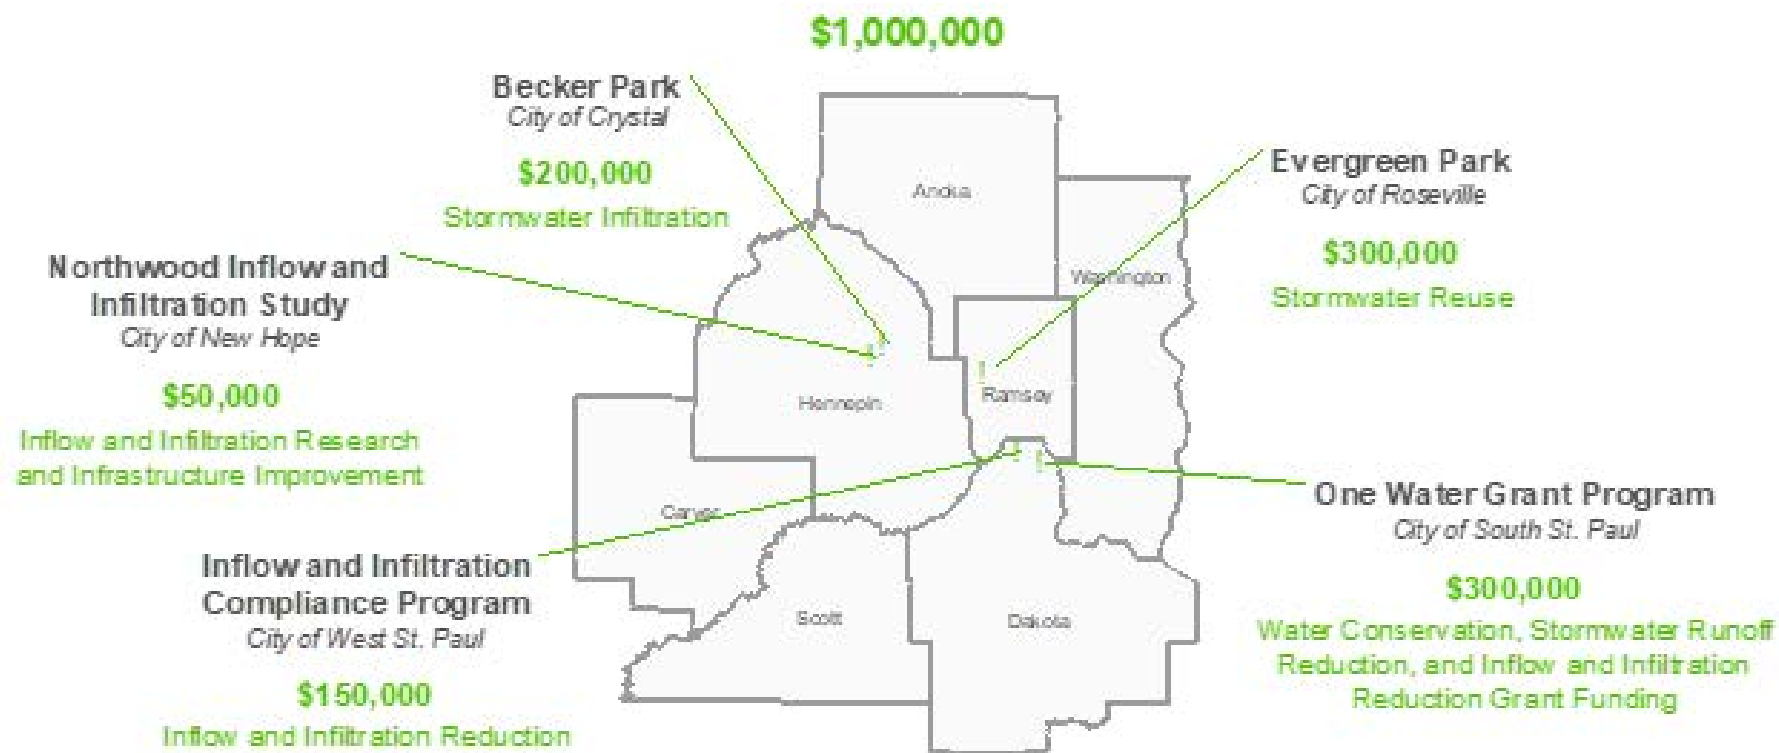 $1,000,000
Becker Park
City of Crystal
$200,000
Stormwater Infiltration
Evergreen Park
City of Roseville
$300,000
Stormwater Reuse
Northwood Inflow and
Infiltration Study
City of New Hope
$50,000
Inflow and Infiltration Research
and Infrastructure Improvement
Anoka
Washington
Hennepin
Ramsey
Carver
Scott
Dakota
Inflow and Infiltration
Compliance Program
City of West St. Paul
$150,000
Inflow and Infiltration Reduction
One Water Grant Program
City of South St. Paul
$300,000
Water Conservation, Stormwater Runoff
Reduction, and Inflow and Infiltration
Reduction Grant Funding